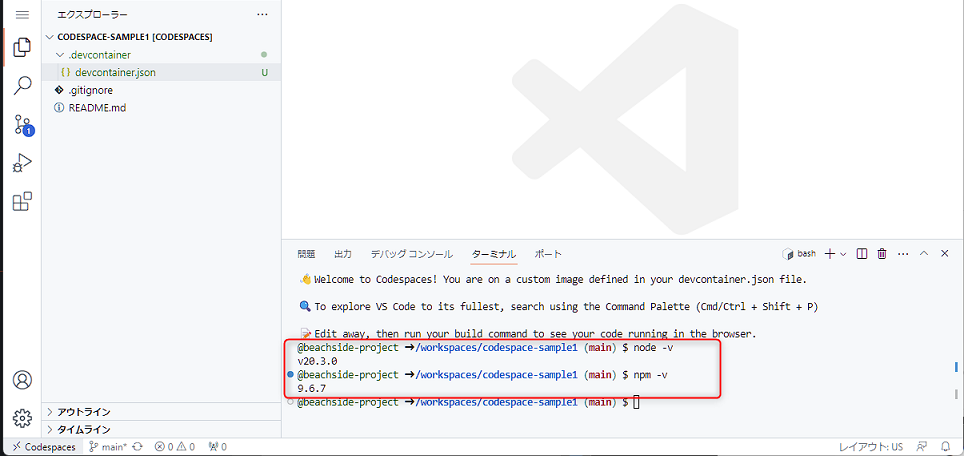 エクスプローラー ...
CODESPACE-SAMPLE1 [CODESPACES]
.devcontainer
{ } devcontainer.json U
.gitignore
README.md
1
問題 出力 デバッグ コンソール ターミナル ポート bash
👋 Welcome to Codespaces! You are on a custom image defined in your devcontainer.json file.
🔍 To explore VS Code to its fullest, search using the Command Palette (Cmd/Ctrl + Shift + P)
📝 Edit away, then run your build command to see your code running in the browser.
@beachside-project ➜/workspaces/codespace-sample1 (main) $ node -v
v20.3.0
@beachside-project ➜/workspaces/codespace-sample1 (main) $ npm -v
9.6.7
@beachside-project ➜/workspaces/codespace-sample1 (main) $
アウトライン
タイムライン
Codespaces main* 0 0 0 レイアウト: US